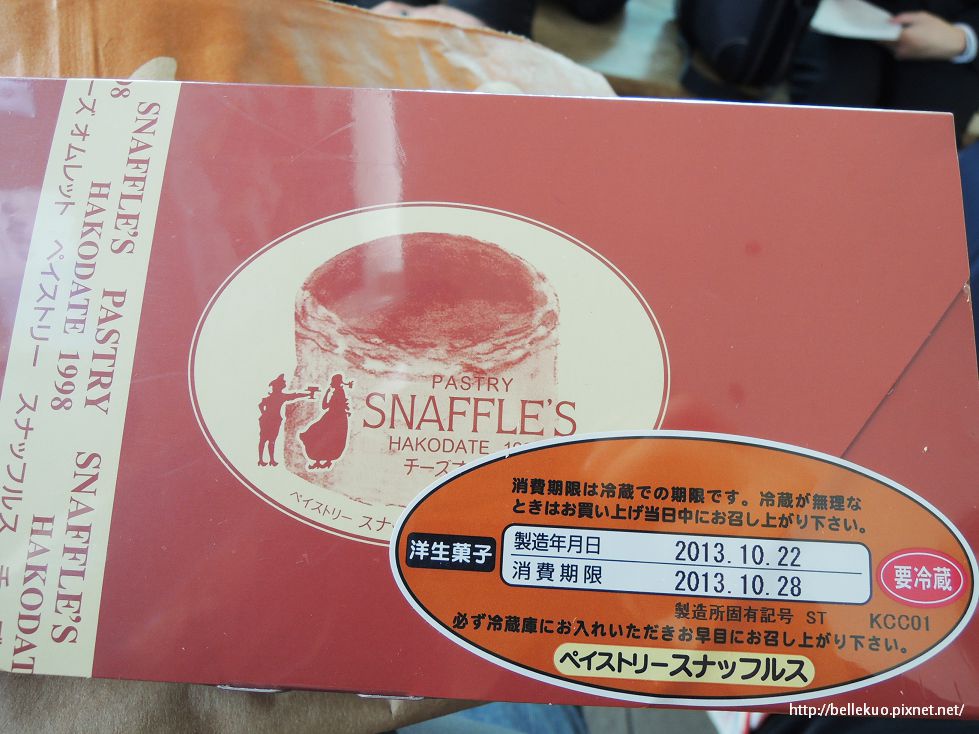 SNAFFLE'S PASTRY SNAFFLE'S
HAKODATE 1998 HAKODAT
ーズ オムレット ペイストリー スナッフルス チ
98
PASTRY
SNAFFLE'S
HAKODATE
チーズオ
ペイストリー スナッ
消費期限は冷蔵での期限です。冷蔵が無理な
ときはお買い上げ当日中にお召し上がり下さい。
洋生菓子
製造年月日 2013.10.22
消費期限 2013.10.28
要冷蔵
製造所固有記号 ST KCC01
必ず冷蔵庫にお入れいただきお早目にお召し上がり下さい。
ペイストリースナッフルス
http://bellekuo.pixnet.net/